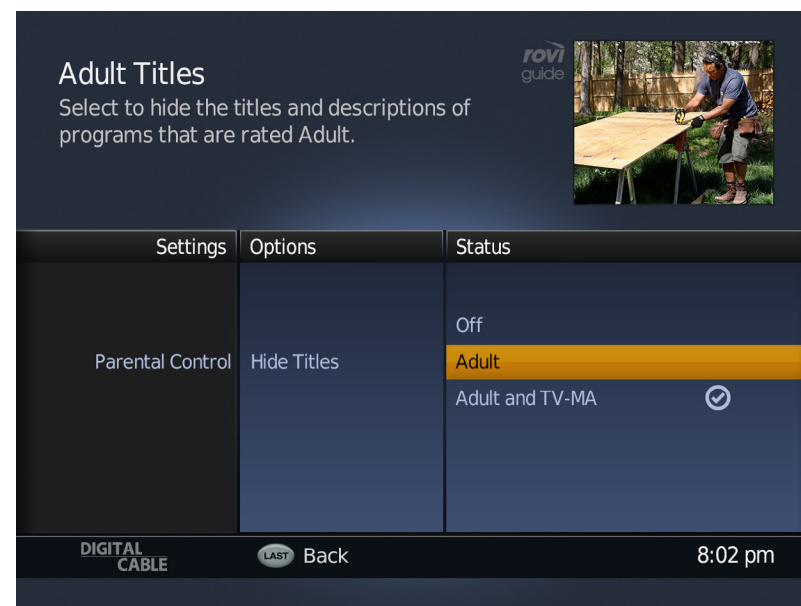 Adult Titles
Select to hide the titles and descriptions of
programs that are rated Adult.
rovi
guide
Settings
Options
Status
Off
Parental Control
Hide Titles
Adult
Adult and TV-MA
DIGITAL
CABLE
LAST
Back
8:02 pm